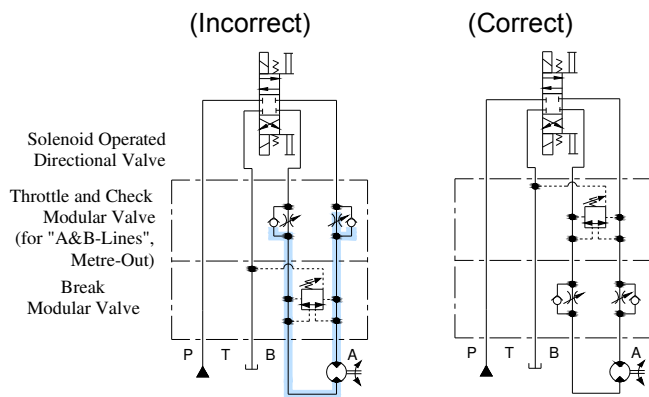 (Incorrect)
(Correct)
Solenoid Operated
Directional Valve
Throttle and Check
Modular Valve
(for "A&B-Lines",
Metre-Out)
Break
Modular Valve
P T B A
P T B A